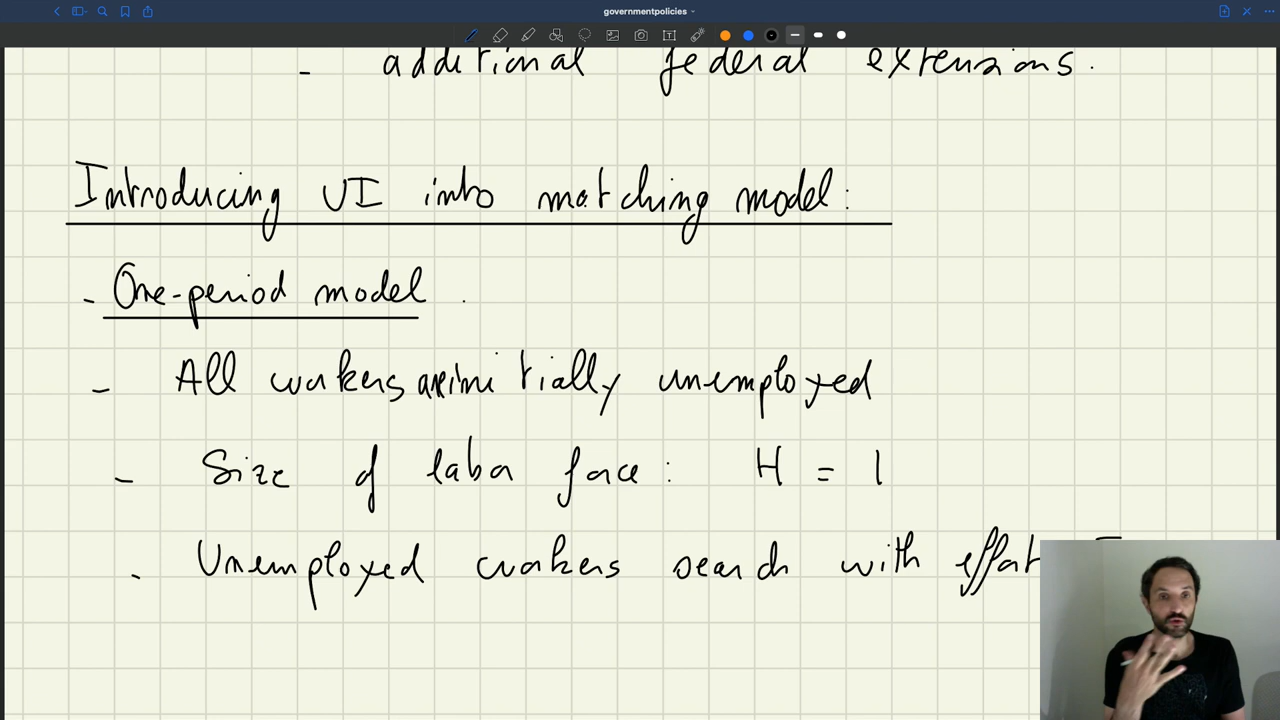 governmentpolicies
- additional federal extensions.
Introducing UI into matching model:
- One-period model.
- All workers are initially unemployed
- Size of labor force: H = 1
- Unemployed workers search with effort